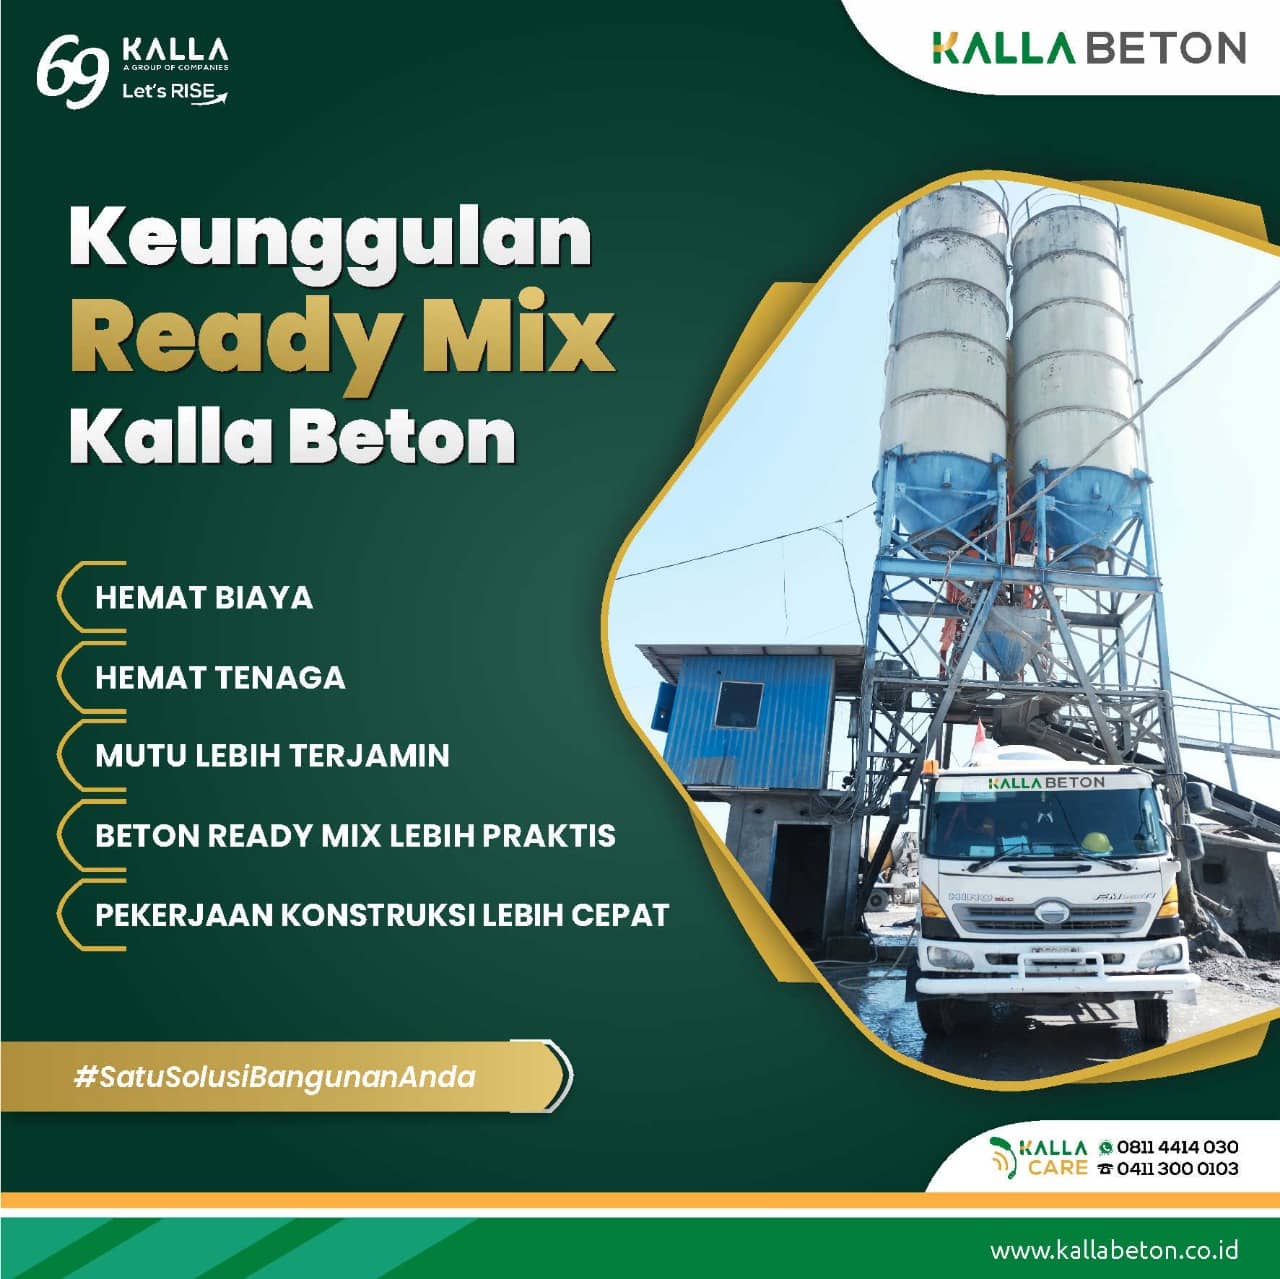 69 KALLA
A GROUP OF COMPANIES
Let's RISE
KALLA BETON
Keunggulan
Ready Mix
Kalla Beton
HEMAT BIAYA
HEMAT TENAGA
MUTU LEBIH TERJAMIN
BETON READY MIX LEBIH PRAKTIS
PEKERJAAN KONSTRUKSI LEBIH CEPAT
KALLA BETON
HINO 500
#SatuSolusiBangunanAnda
KALLA CARE
0811 4414 030
0411 300 0103
www.kallabeton.co.id